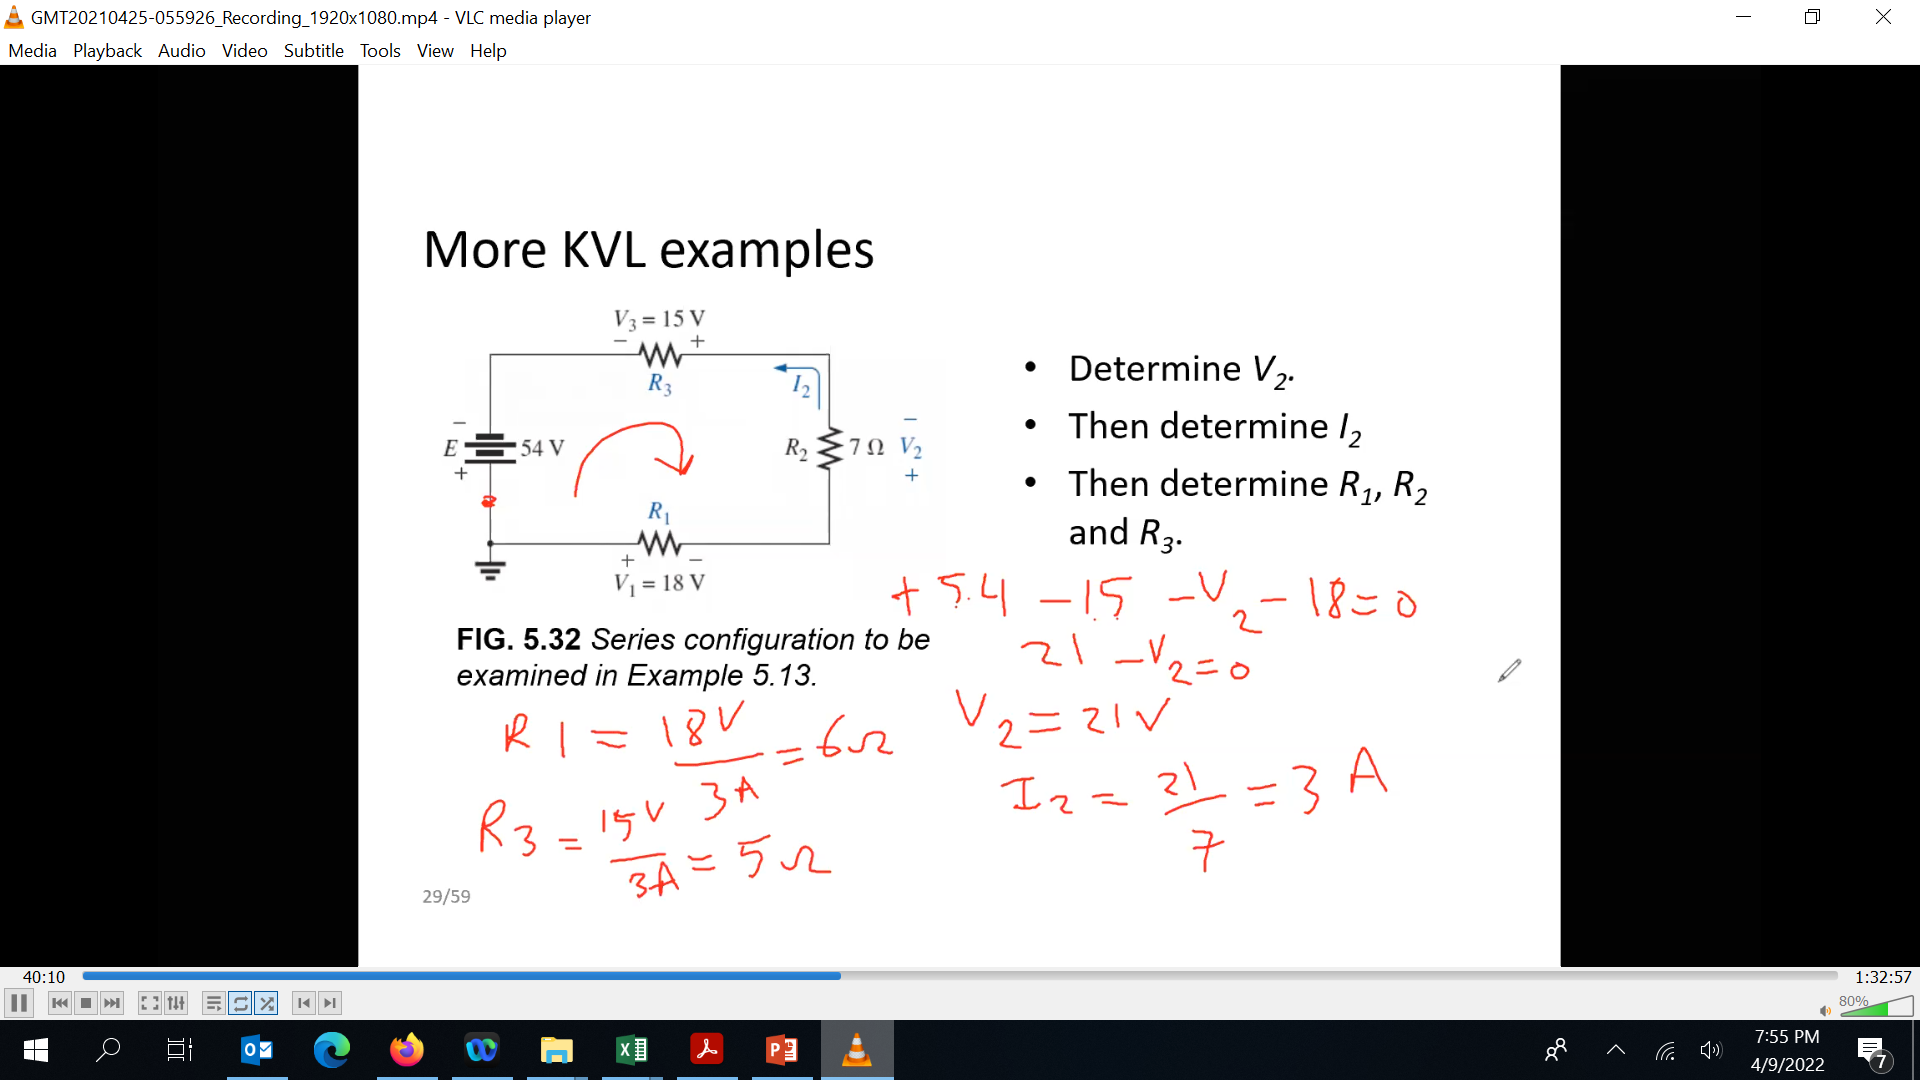 GMT20210425-055926_Recording_1920x1080.mp4 - VLC media player
Media Playback Audio Video Subtitle Tools View Help
More KVL examples
V3 = 15 V
− +
R3
I2
−
E 54 V
+
R2 7 Ω
−
V2
+
R1
+ −
V1 = 18 V
FIG. 5.32 Series configuration to be
examined in Example 5.13.
• Determine V2.
• Then determine I2
• Then determine R1, R2
and R3.
+ 54 − 15 − V2 − 18 = 0
21 − V2 = 0
V2 = 21V
I2 = 21/7 = 3 A
R1 = 18V/3A = 6Ω
R3 = 15V/3A = 5Ω
29/59
40:10
1:32:57
80%
7:55 PM
4/9/2022
7